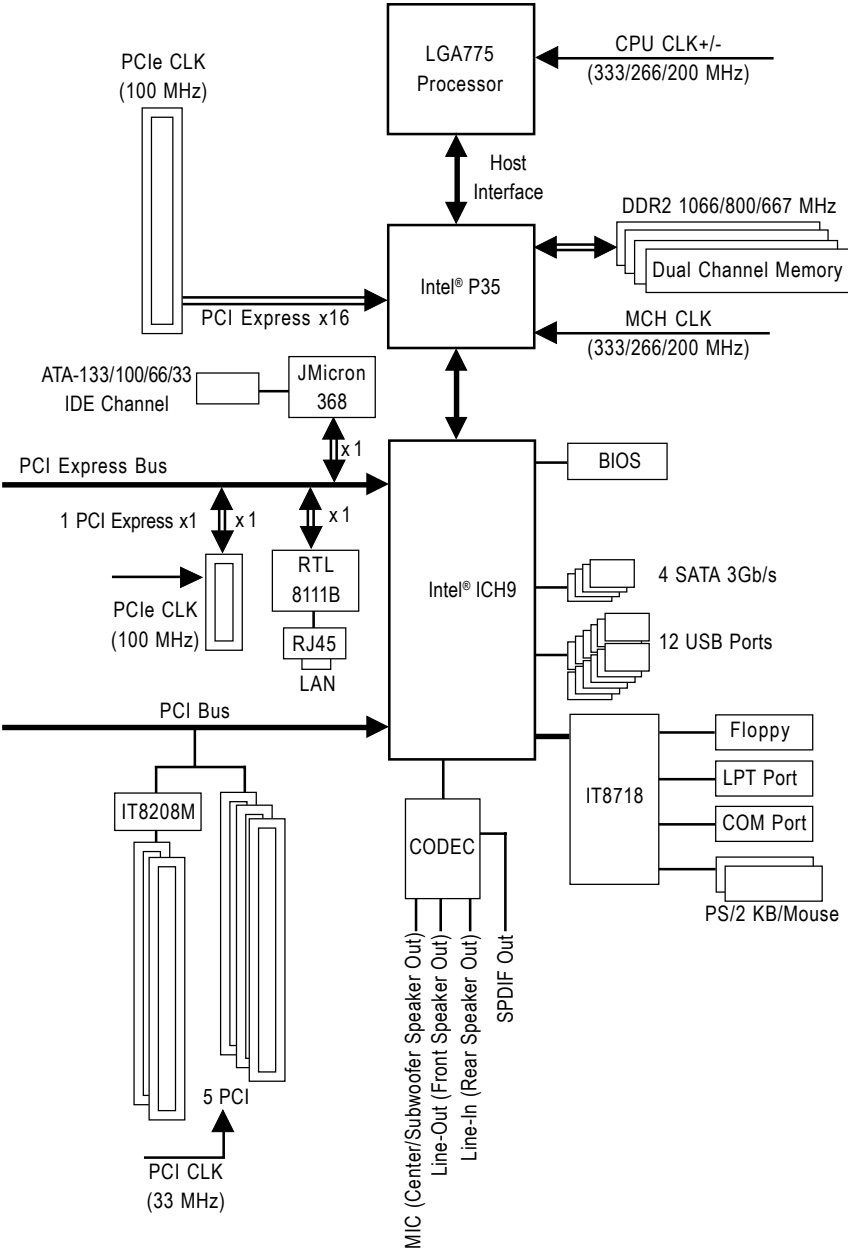 PCIe CLK
(100 MHz)
LGA775
Processor
CPU CLK+/-
(333/266/200 MHz)
Host
Interface
DDR2 1066/800/667 MHz
Dual Channel Memory
Intel® P35
PCI Express x16
MCH CLK
(333/266/200 MHz)
ATA-133/100/66/33
IDE Channel
JMicron
368
x 1
PCI Express Bus
BIOS
1 PCI Express x1
x 1
x 1
RTL
8111B
Intel® ICH9
4 SATA 3Gb/s
PCIe CLK
(100 MHz)
RJ45
LAN
12 USB Ports
PCI Bus
IT8718
Floppy
LPT Port
COM Port
PS/2 KB/Mouse
IT8208M
CODEC
MIC (Center/Subwoofer Speaker Out)
Line-Out (Front Speaker Out)
Line-In (Rear Speaker Out)
SPDIF Out
5 PCI
PCI CLK
(33 MHz)